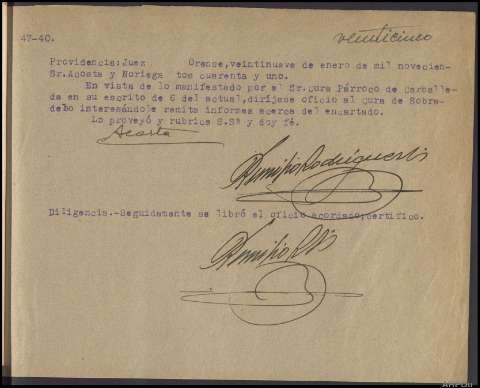 47-40.
venticinco
Providencia:Juez Orense,veintinueve de enero de mil novecien-
Sr.Agosta y Noriega tos cuarenta y uno.
En vista de lo manifestado por el Sr.cura Párroco de Carballe-
da en su escrito de 6 del actual,dirijase oficio al cura de Sobra-
delbo interesándole remita informes acerca del encartado.
Lo proveyó y rubrica S.Sª y doy fé.
Acosta
Diligencia.-Seguidamente se libró el oficio acordado;certifico.